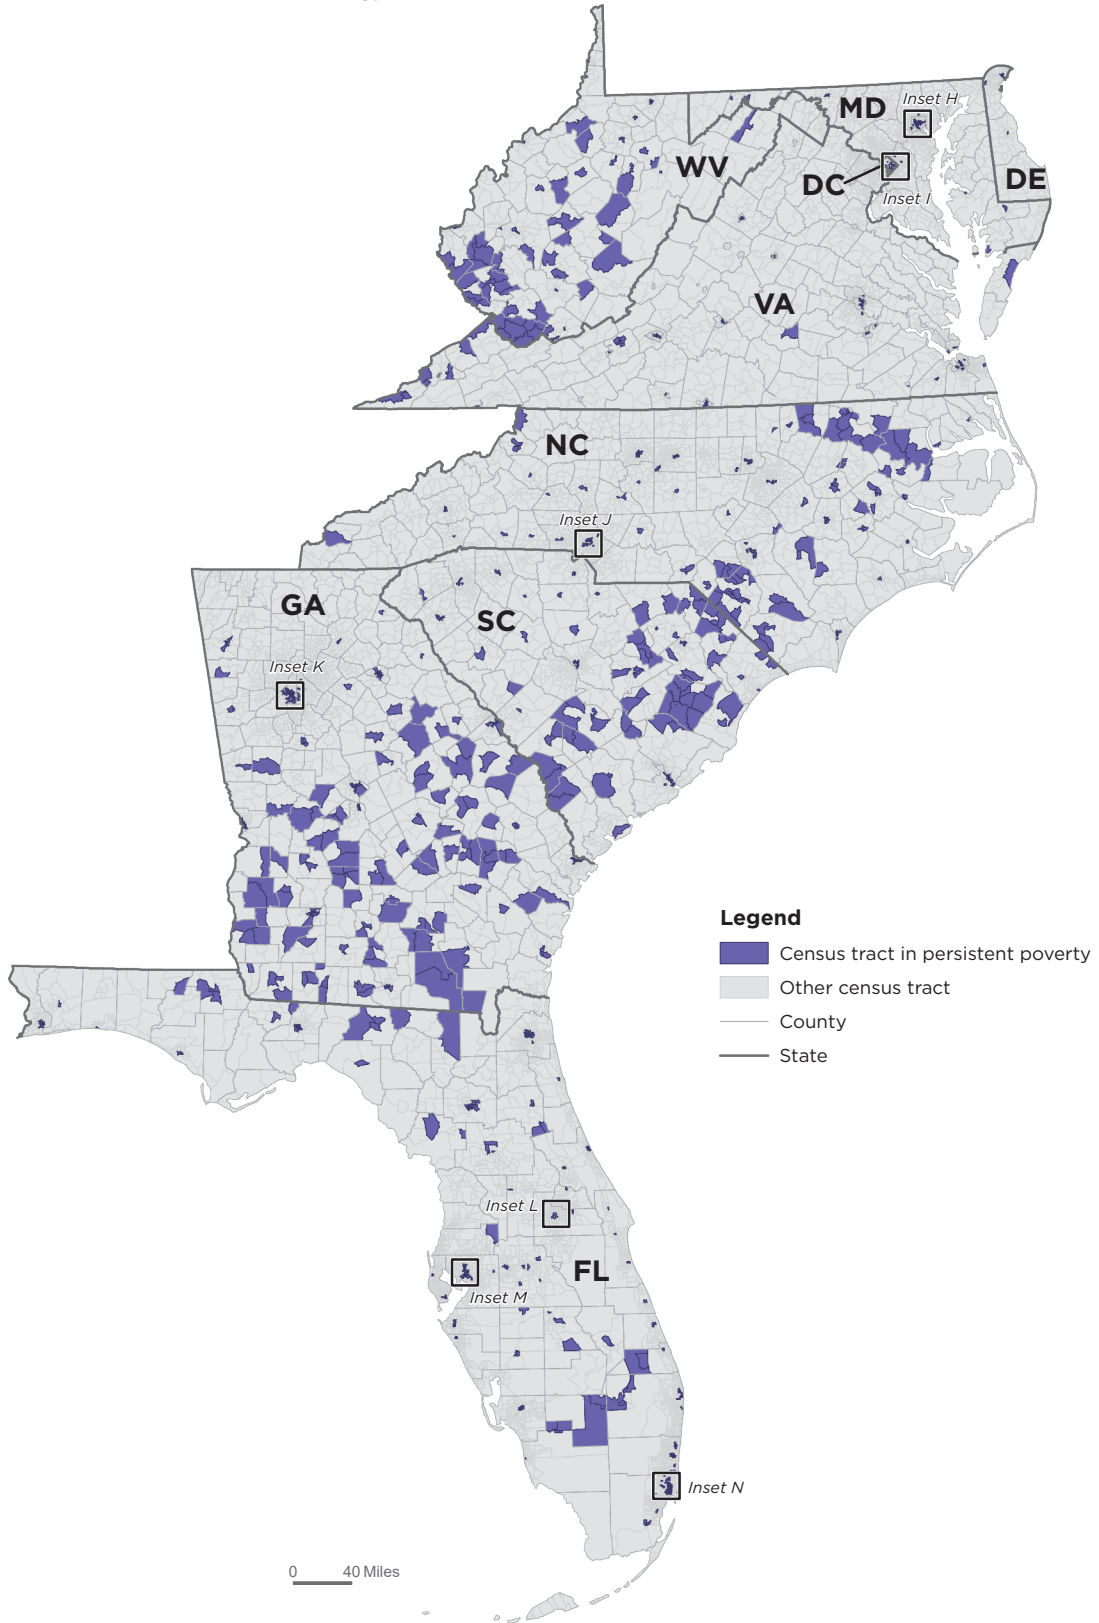 MD
Inset H
WV
DC
DE
Inset I
VA
NC
Inset J
GA
SC
Inset K
Legend
Census tract in persistent poverty
Other census tract
County
State
Inset L
FL
Inset M
Inset N
0 40 Miles